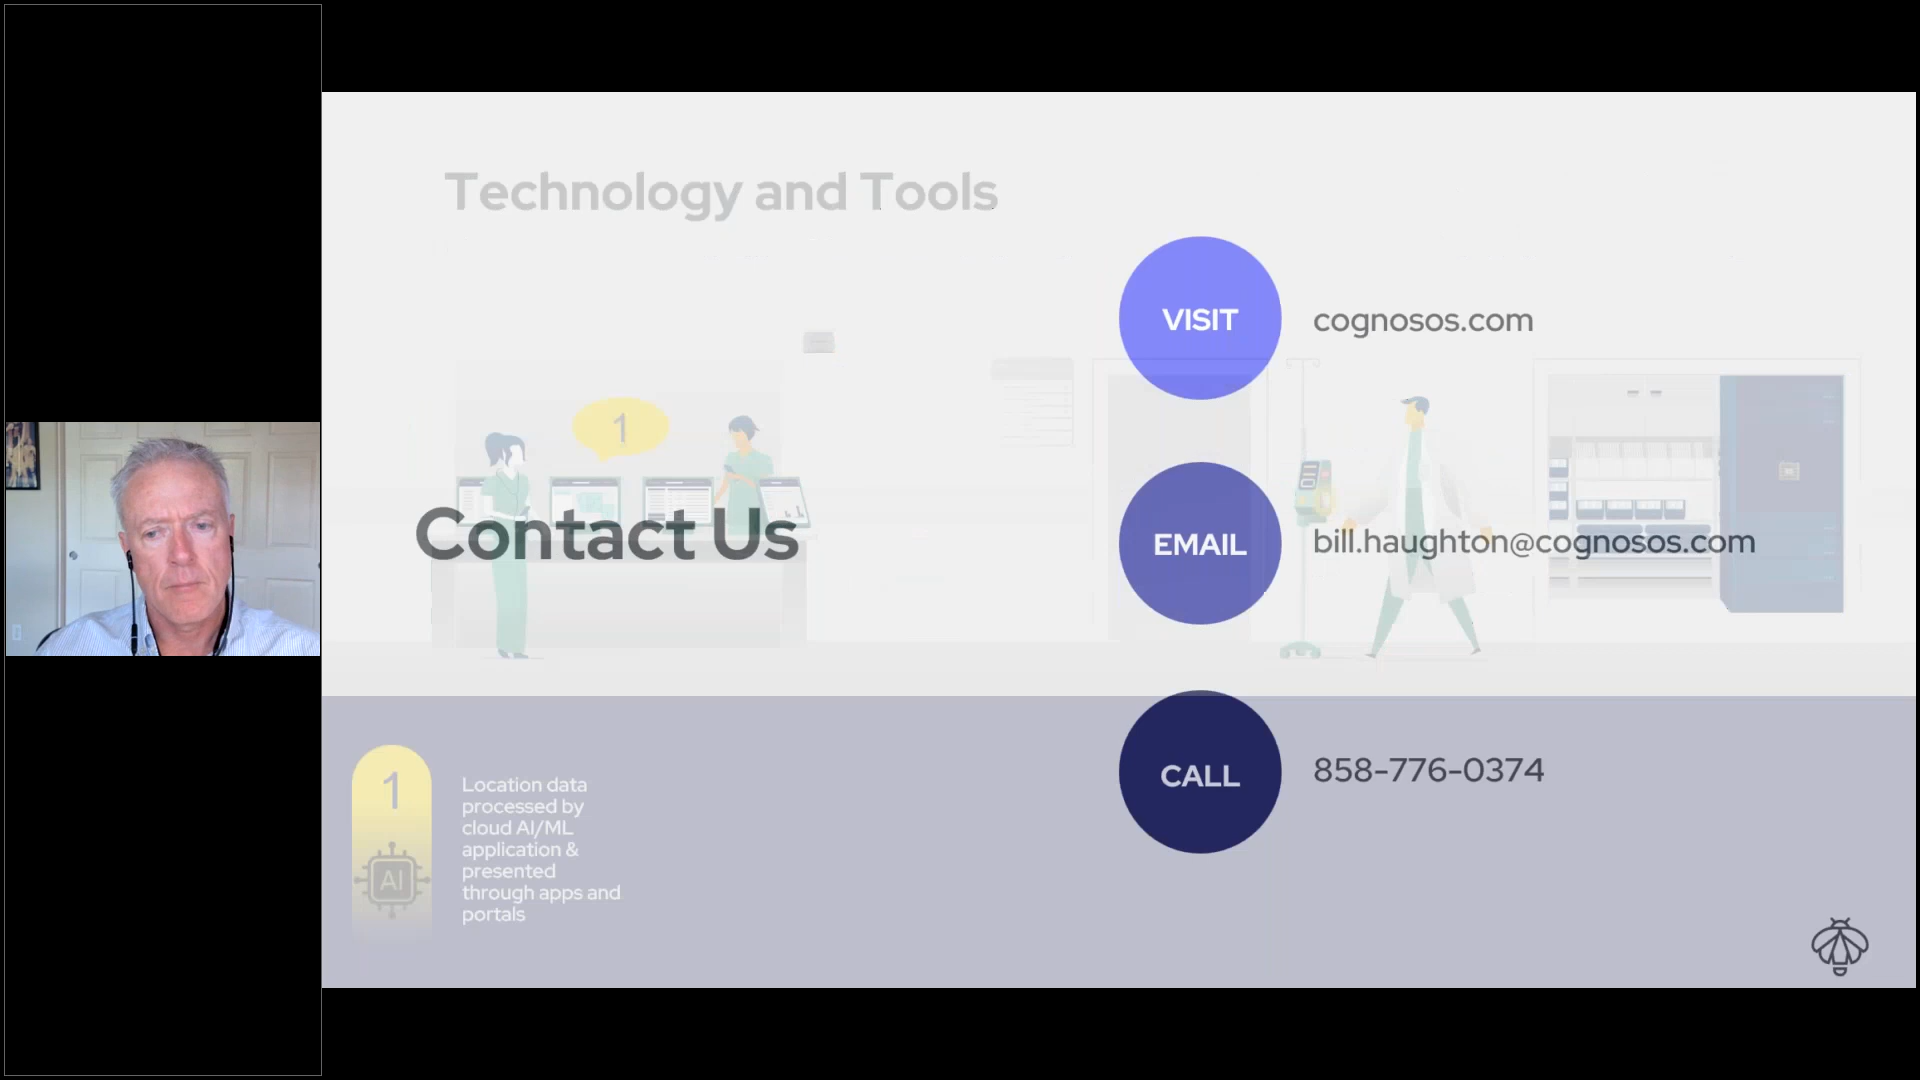 Technology and Tools
VISIT
cognosos.com
1
Contact Us
EMAIL
bill.haughton@cognosos.com
CALL
858-776-0374
1
AI
Location data
processed by
cloud AI/ML
application &
presented
through apps and
portals